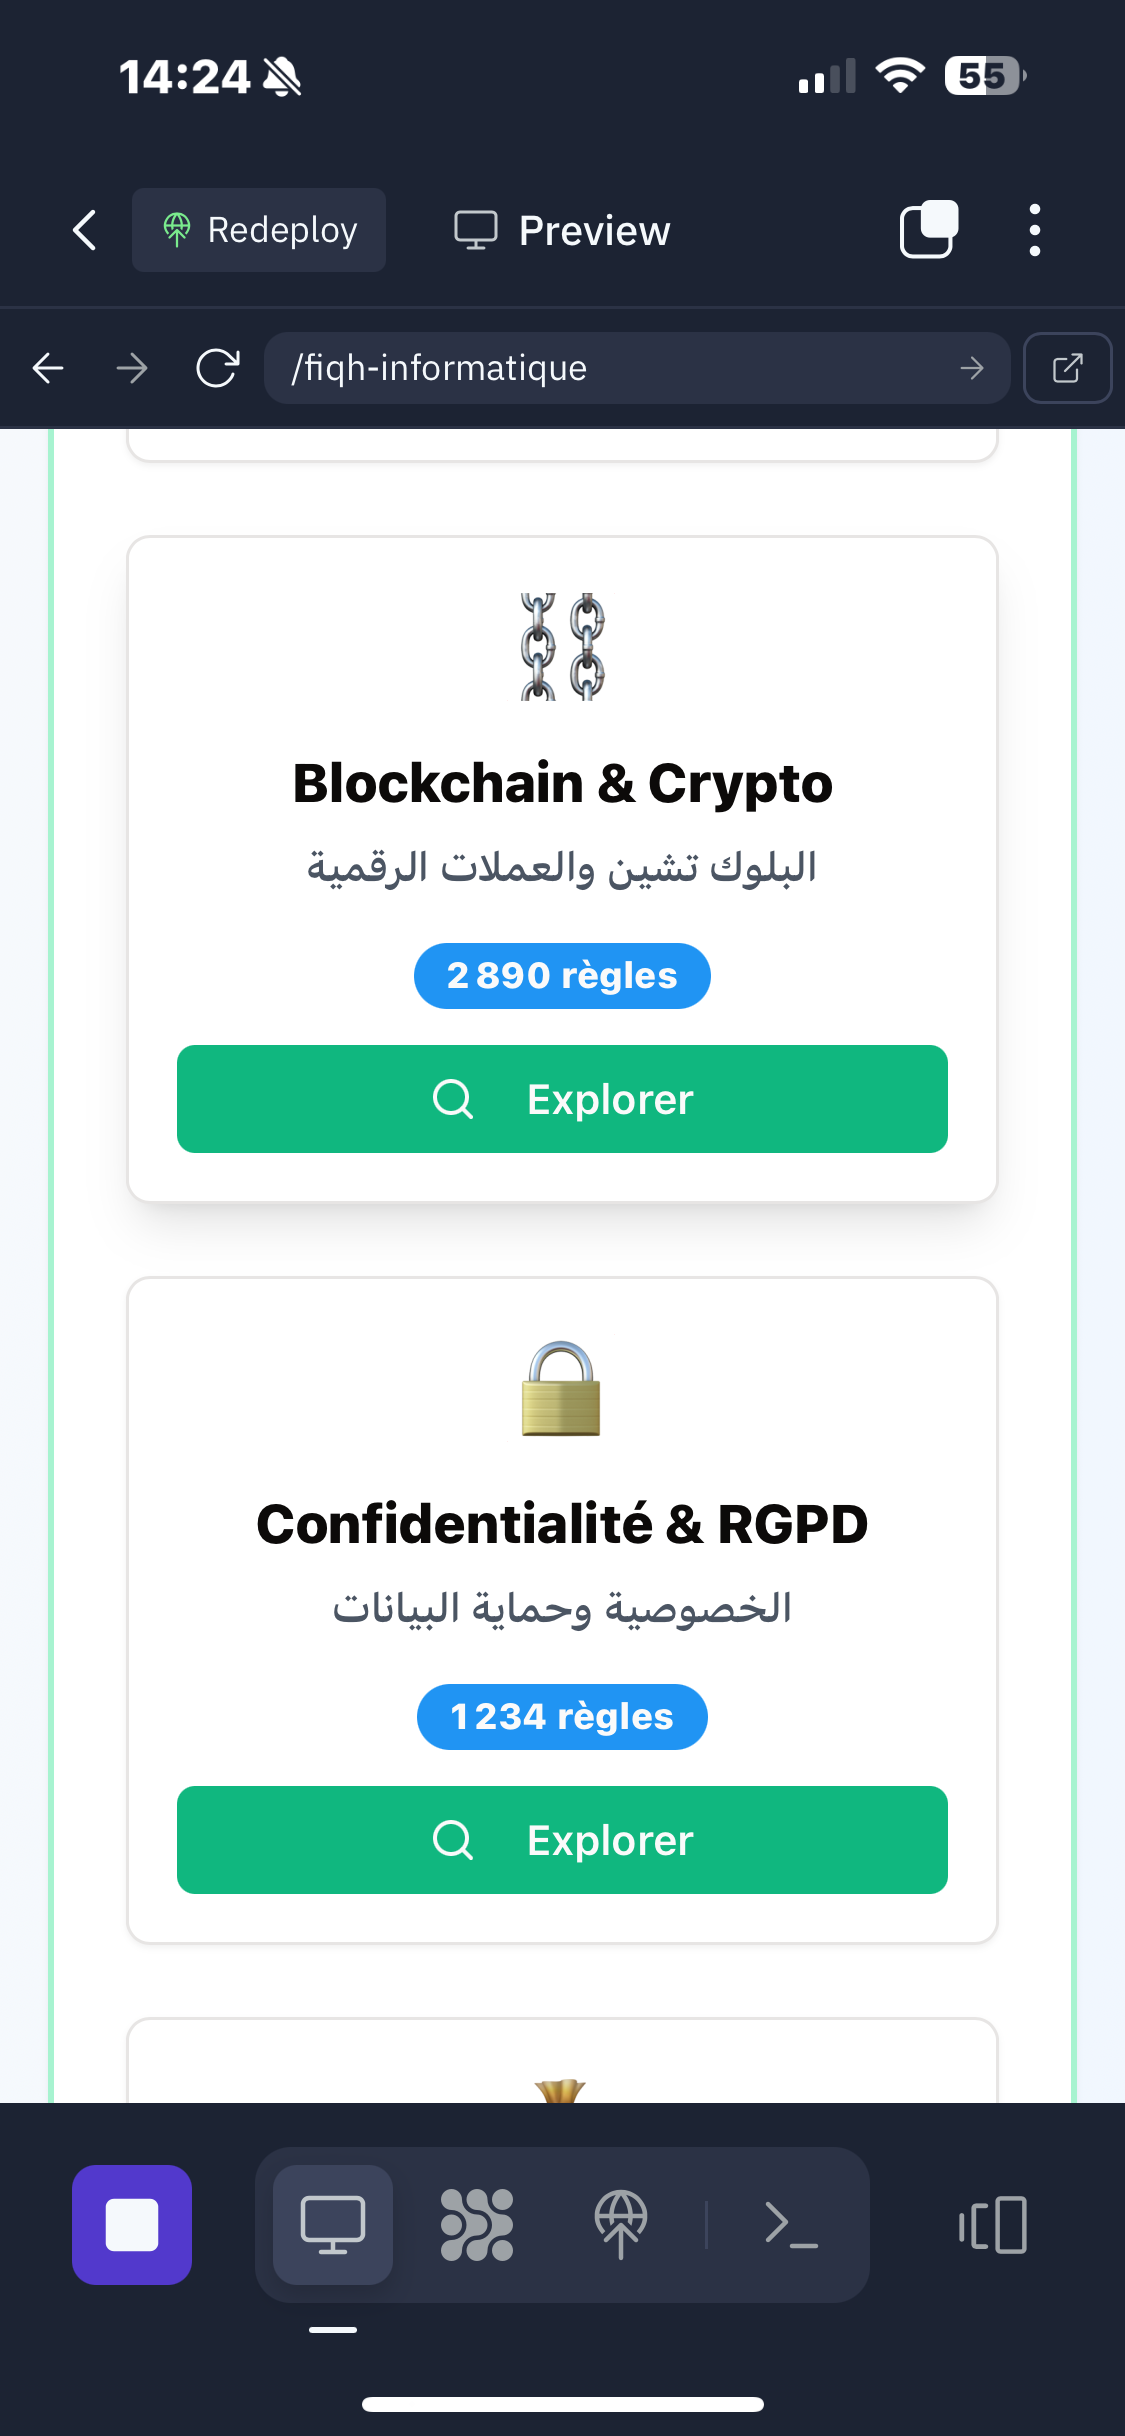 14:24
55
Redeploy
Preview
/fiqh-informatique
Blockchain & Crypto
البلوك تشين والعملات الرقمية
2 890 règles
Explorer
Confidentialité & RGPD
الخصوصية وحماية البيانات
1 234 règles
Explorer